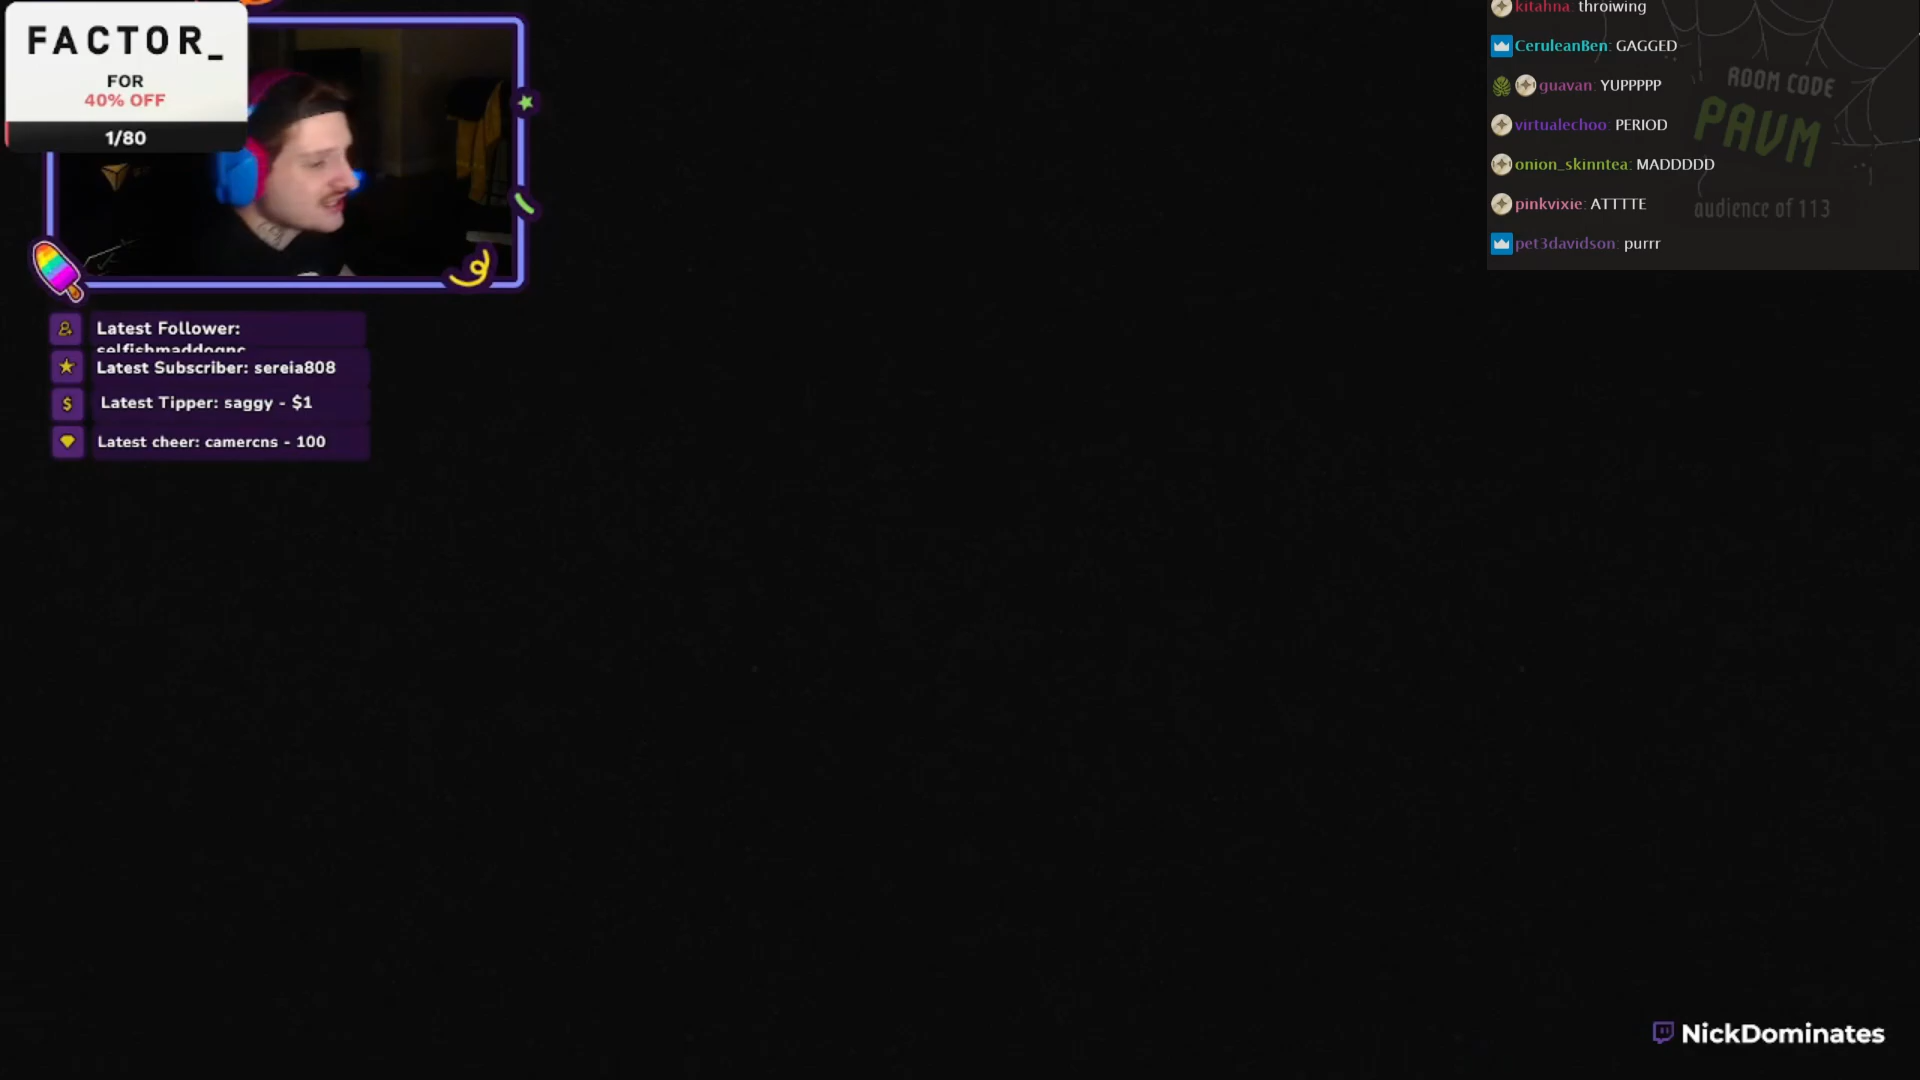 FACTOR_
FOR
40% OFF
1/80
Latest Follower:
selfishmaddognc
Latest Subscriber: sereia808
Latest Tipper: saggy - $1
Latest cheer: camercns - 100
kitahna: throiwing
CeruleanBen: GAGGED
guavan: YUPPPPP
virtualechoo: PERIOD
onion_skinntea: MADDDDD
pinkvixie: ATTTTE
pet3davidson: purrr
ROOM CODE
PAVM
audience of 113
NickDominates